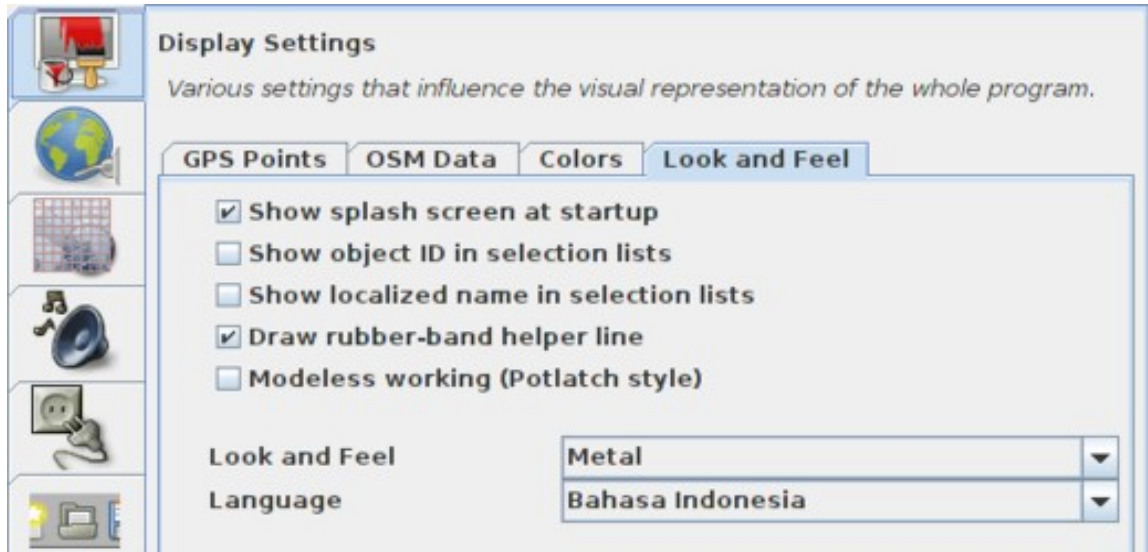 Display Settings
Various settings that influence the visual representation of the whole program.
GPS Points OSM Data Colors Look and Feel
Show splash screen at startup
Show object ID in selection lists
Show localized name in selection lists
Draw rubber-band helper line
Modeless working (Potlatch style)
Look and Feel Metal
Language Bahasa Indonesia